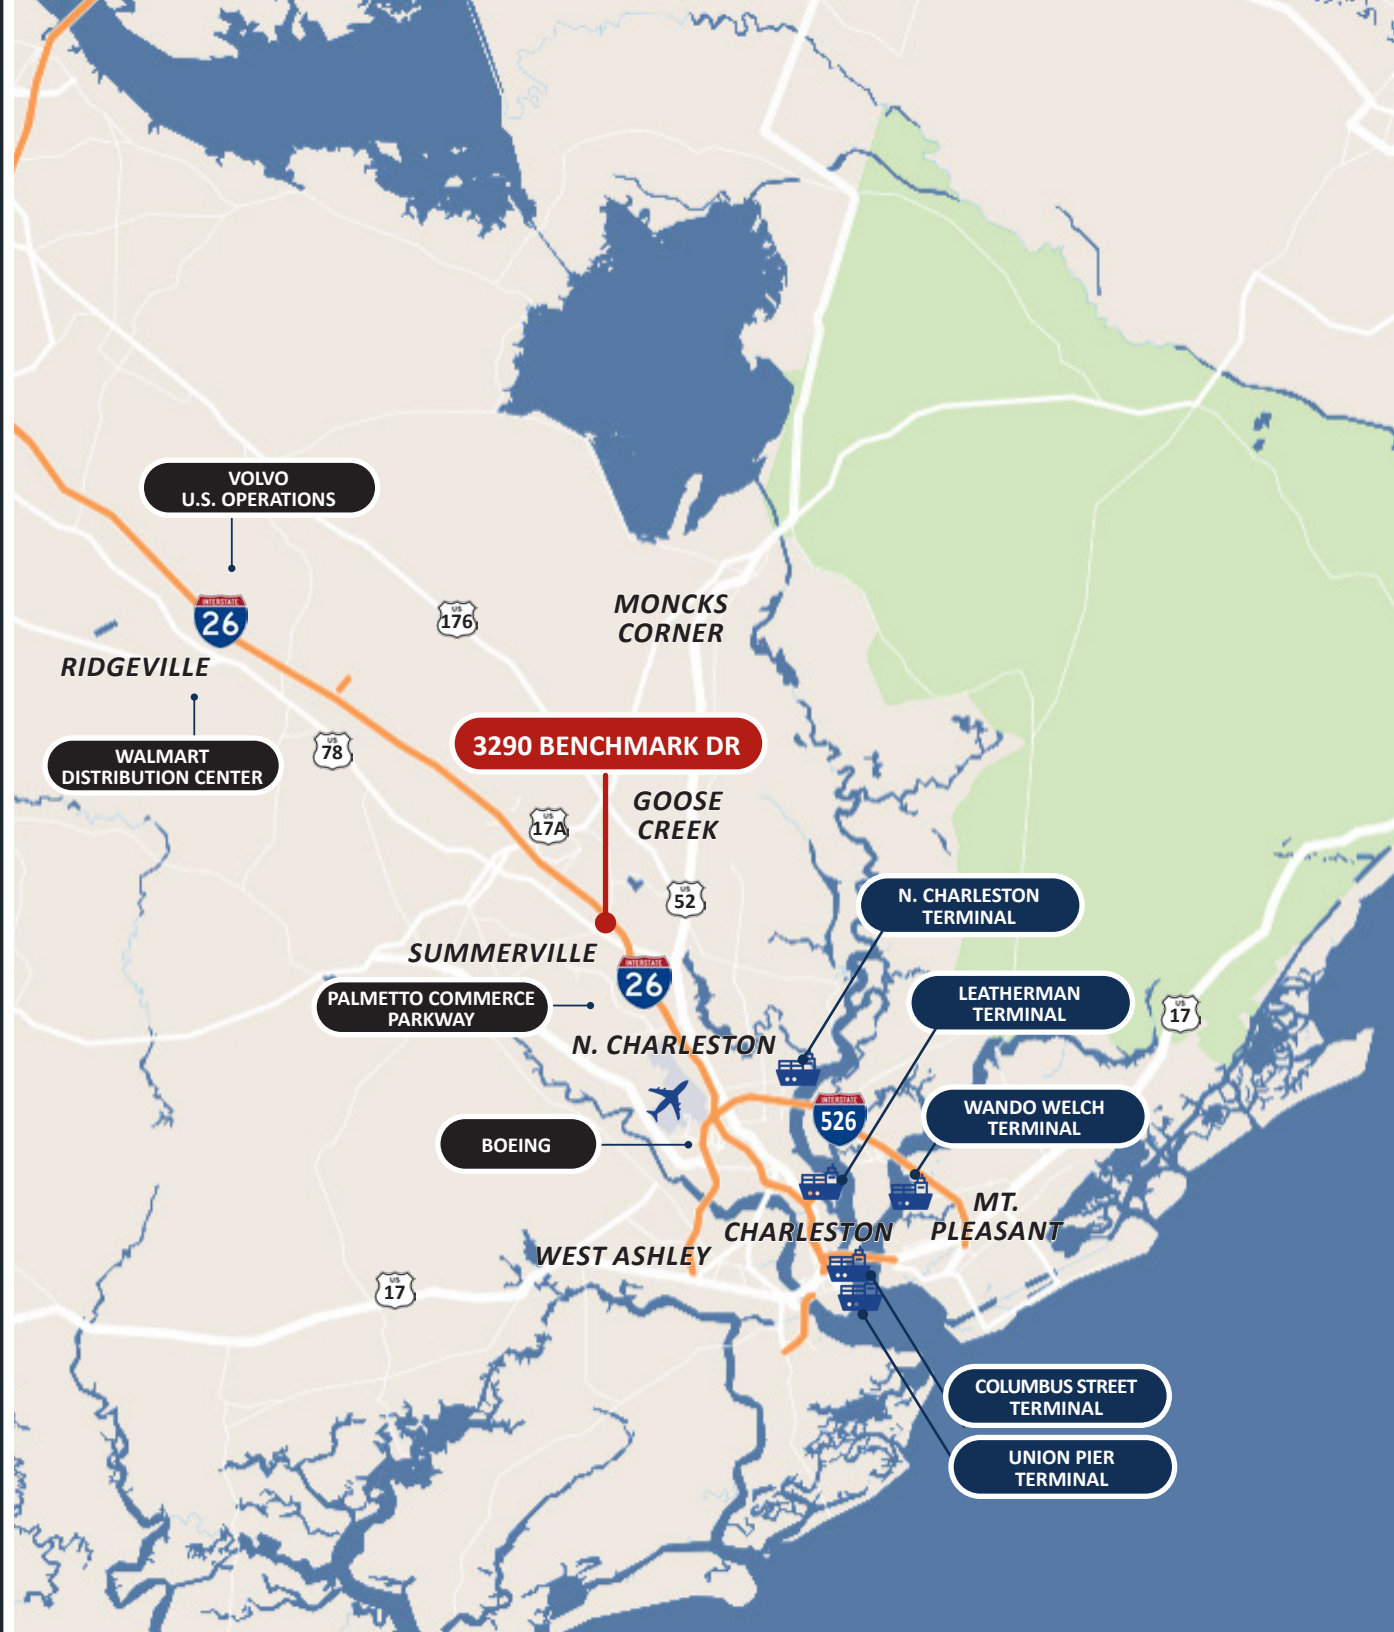 VOLVO
U.S. OPERATIONS
INTERSTATE
26
US
176
MONCKS
CORNER
RIDGEVILLE
WALMART
DISTRIBUTION CENTER
US
78
3290 BENCHMARK DR
GOOSE
CREEK
US
17A
US
52
N. CHARLESTON
TERMINAL
SUMMERVILLE
INTERSTATE
26
PALMETTO COMMERCE
PARKWAY
LEATHERMAN
TERMINAL
US
17
N. CHARLESTON
INTERSTATE
526
WANDO WELCH
TERMINAL
BOEING
MT.
PLEASANT
CHARLESTON
WEST ASHLEY
US
17
COLUMBUS STREET
TERMINAL
UNION PIER
TERMINAL